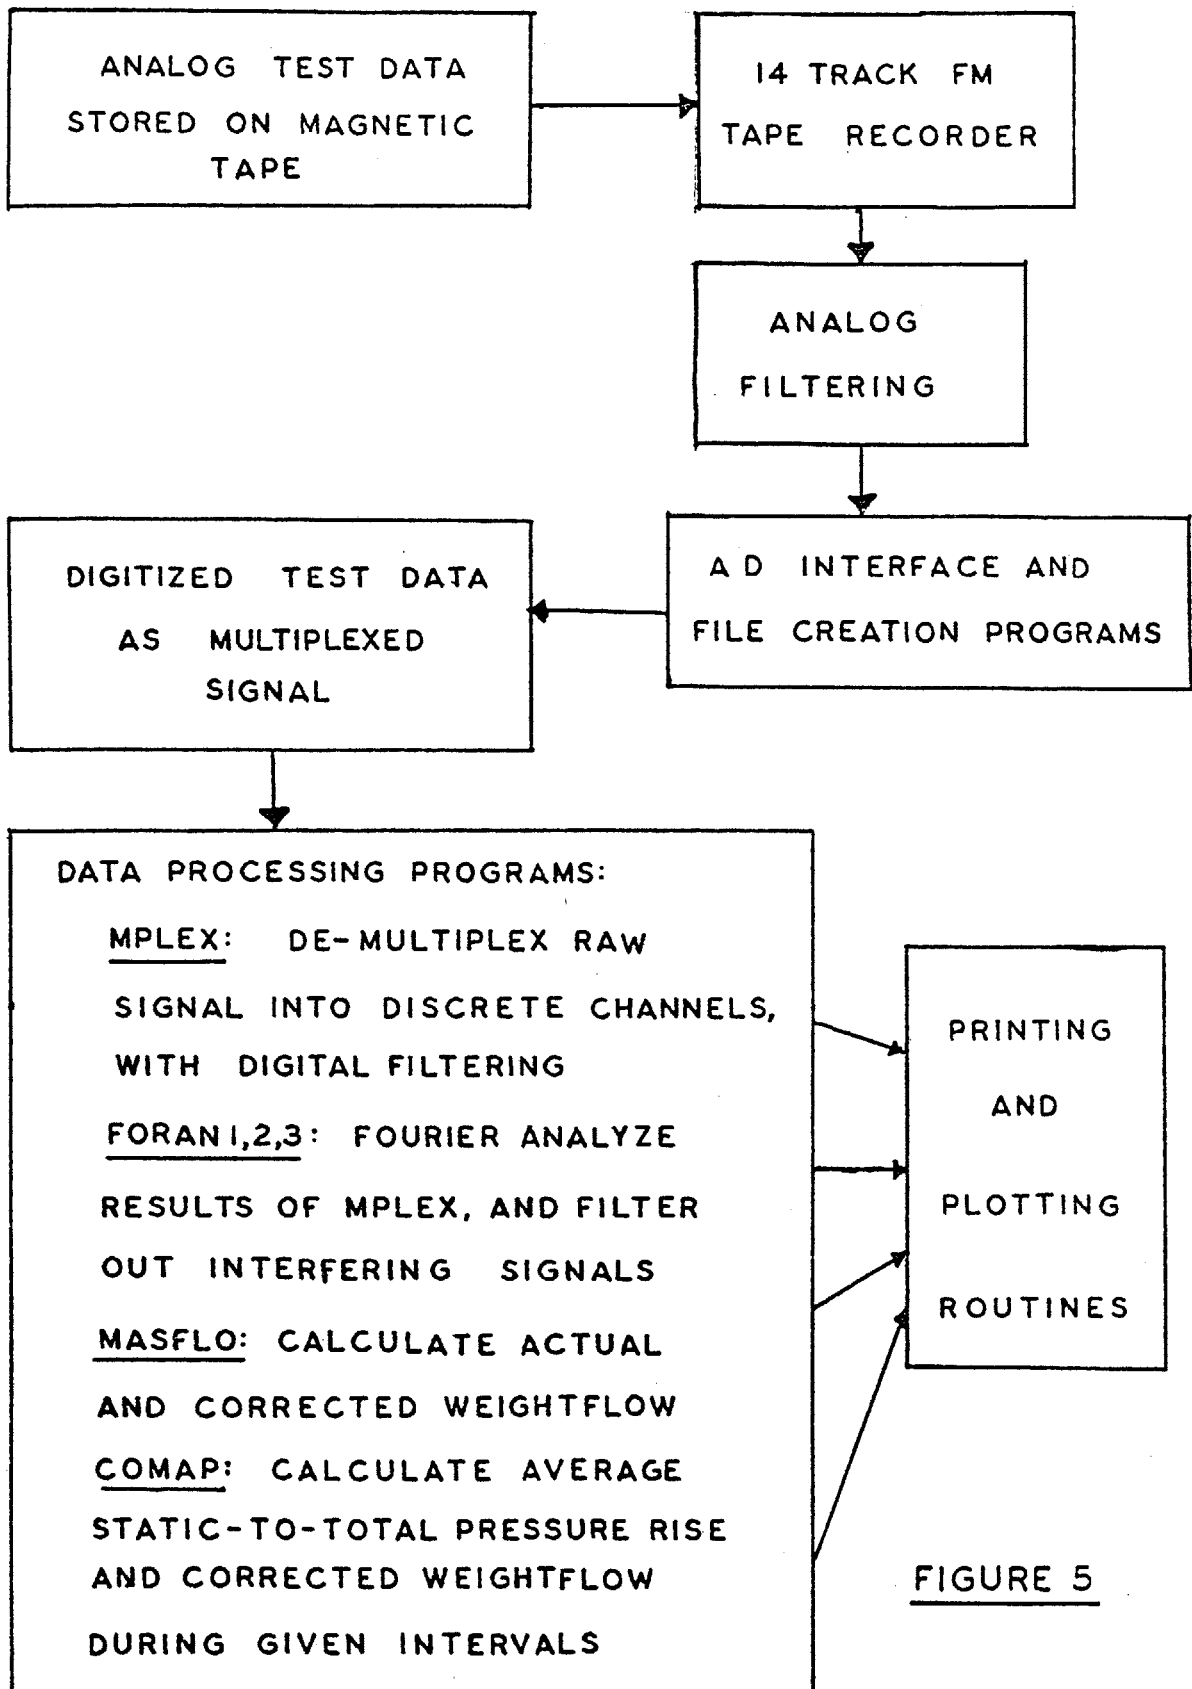 ANALOG TEST DATA
STORED ON MAGNETIC
TAPE
14 TRACK FM
TAPE RECORDER
ANALOG
FILTERING
A D INTERFACE AND
FILE CREATION PROGRAMS
DIGITIZED TEST DATA
AS MULTIPLEXED
SIGNAL
DATA PROCESSING PROGRAMS:
MPLEX: DE-MULTIPLEX RAW
SIGNAL INTO DISCRETE CHANNELS,
WITH DIGITAL FILTERING
FORAN 1,2,3: FOURIER ANALYZE
RESULTS OF MPLEX, AND FILTER
OUT INTERFERING SIGNALS
MASFLO: CALCULATE ACTUAL
AND CORRECTED WEIGHTFLOW
COMAP: CALCULATE AVERAGE
STATIC-TO-TOTAL PRESSURE RISE
AND CORRECTED WEIGHTFLOW
DURING GIVEN INTERVALS
PRINTING
AND
PLOTTING
ROUTINES
FIGURE 5